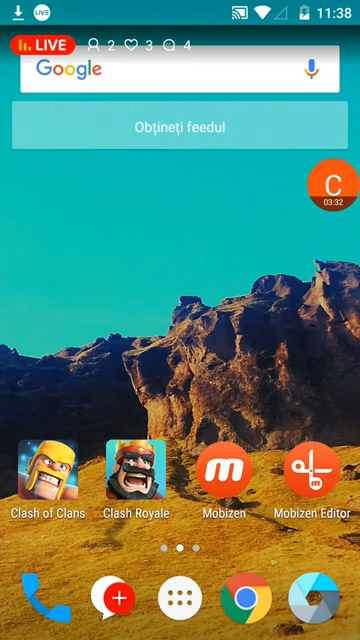 LIVE
11:38
LIVE 2 3 4
Google
Obțineți feedul
C
03:32
Clash of Clans
Clash Royale
Mobizen
Mobizen Editor